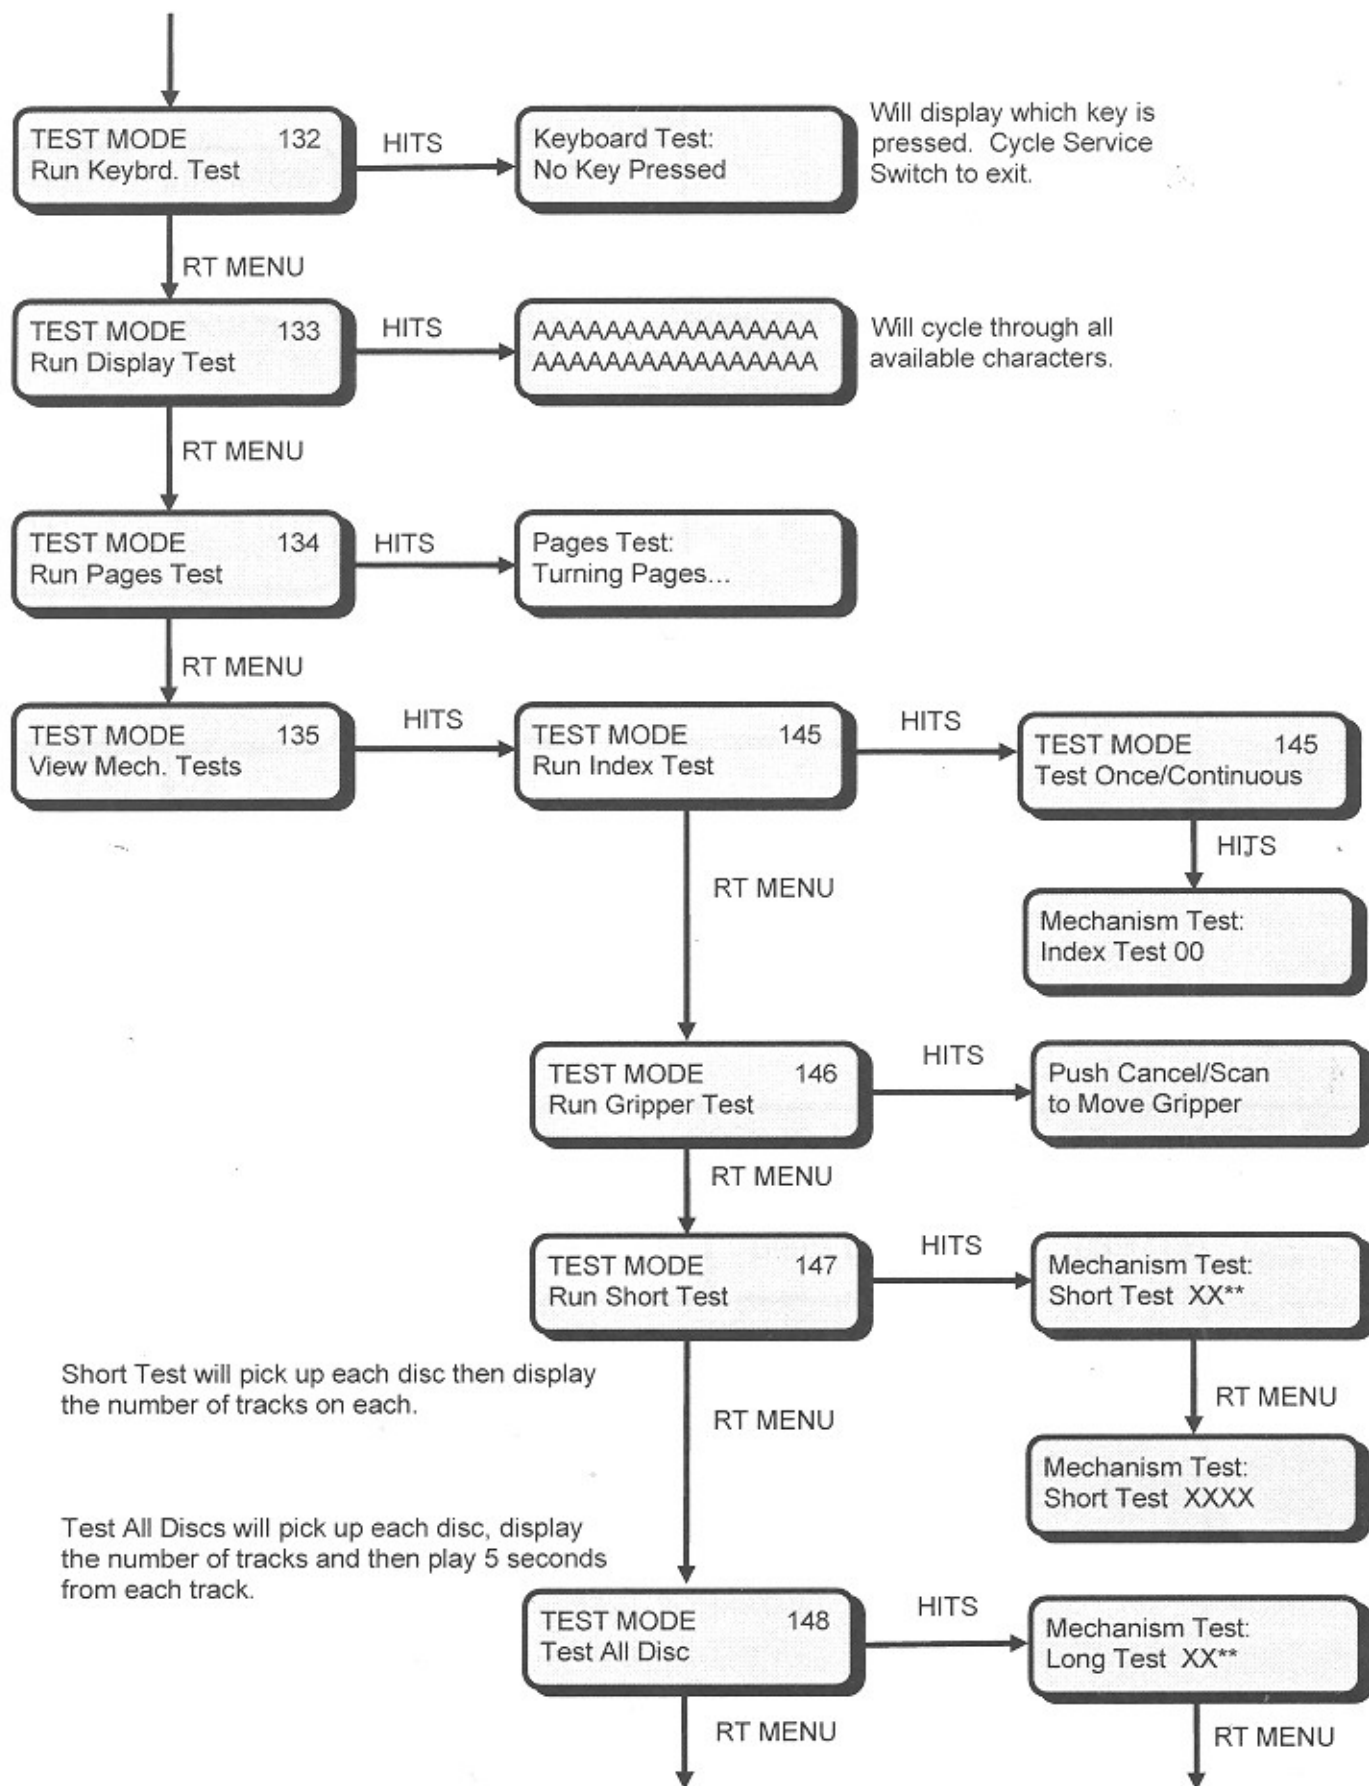 TEST MODE 132
Run Keybrd. Test
HITS
Keyboard Test:
No Key Pressed
Will display which key is
pressed. Cycle Service
Switch to exit.
RT MENU
TEST MODE 133
Run Display Test
HITS
AAAAAAAAAAAAAAAA
AAAAAAAAAAAAAAAA
Will cycle through all
available characters.
RT MENU
TEST MODE 134
Run Pages Test
HITS
Pages Test:
Turning Pages...
RT MENU
TEST MODE 135
View Mech. Tests
HITS
TEST MODE 145
Run Index Test
HITS
TEST MODE 145
Test Once/Continuous
HITS
Mechanism Test:
Index Test 00
RT MENU
TEST MODE 146
Run Gripper Test
HITS
Push Cancel/Scan
to Move Gripper
RT MENU
TEST MODE 147
Run Short Test
HITS
Mechanism Test:
Short Test XX**
RT MENU
Mechanism Test:
Short Test XXXX
Short Test will pick up each disc then display
the number of tracks on each.
RT MENU
Test All Discs will pick up each disc, display
the number of tracks and then play 5 seconds
from each track.
TEST MODE 148
Test All Disc
HITS
Mechanism Test:
Long Test XX**
RT MENU
RT MENU